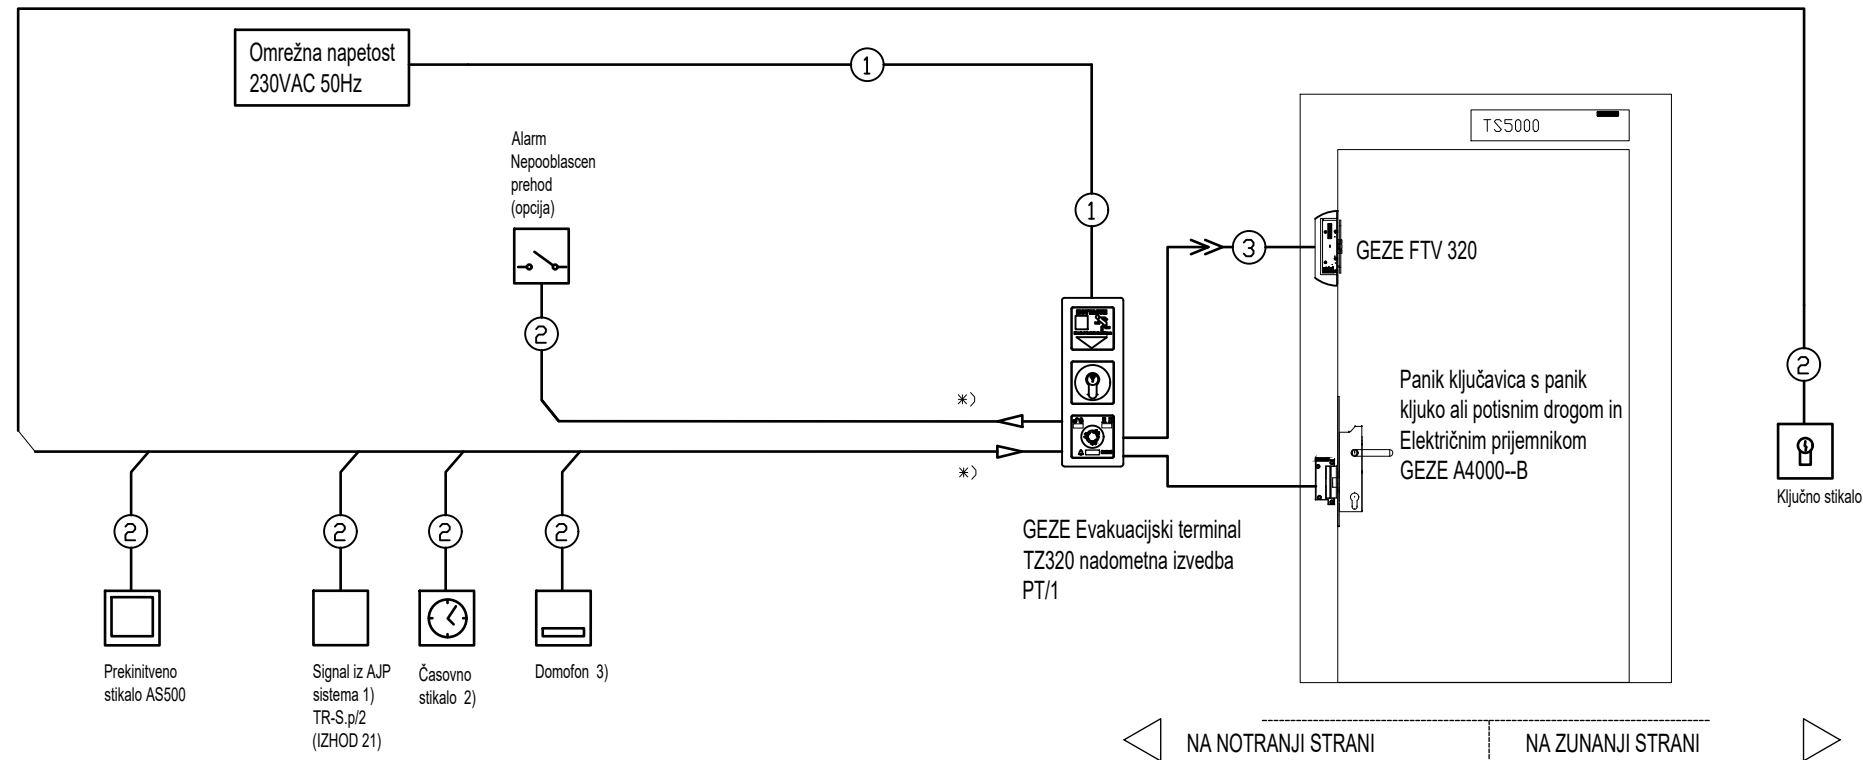 Omrežna napetost
230VAC 50Hz
1
Alarm
Nepooblascen
prehod
(opcija)
2
1
3
TS5000
GEZE FTV 320
Panik ključavica s panik
kljuko ali potisnim drogom in
Električnim prijemnikom
GEZE A4000--B
2
Ključno stikalo
*)
*)
GEZE Evakuacijski terminal
TZ320 nadometna izvedba
PT/1
2
2
2
2
Prekinitveno
stikalo AS500
Signal iz AJP
sistema 1)
TR-S.p/2
(IZHOD 21)
Časovno
stikalo 2)
Domofon 3)
NA NOTRANJI STRANI
NA ZUNANJI STRANI